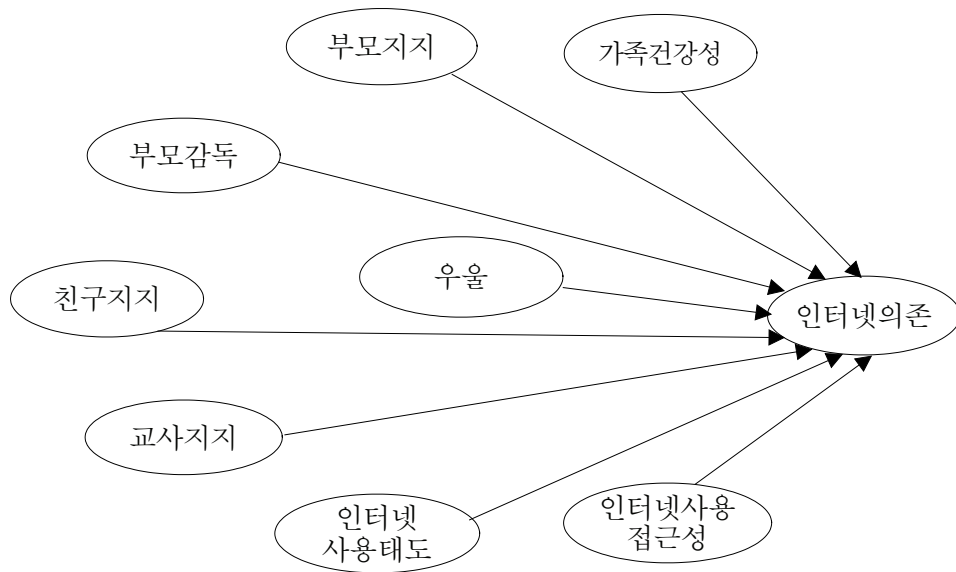 부모지지
가족건강성
부모감독
우울
친구지지
인터넷의존
교사지지
인터넷
사용태도
인터넷사용
접근성